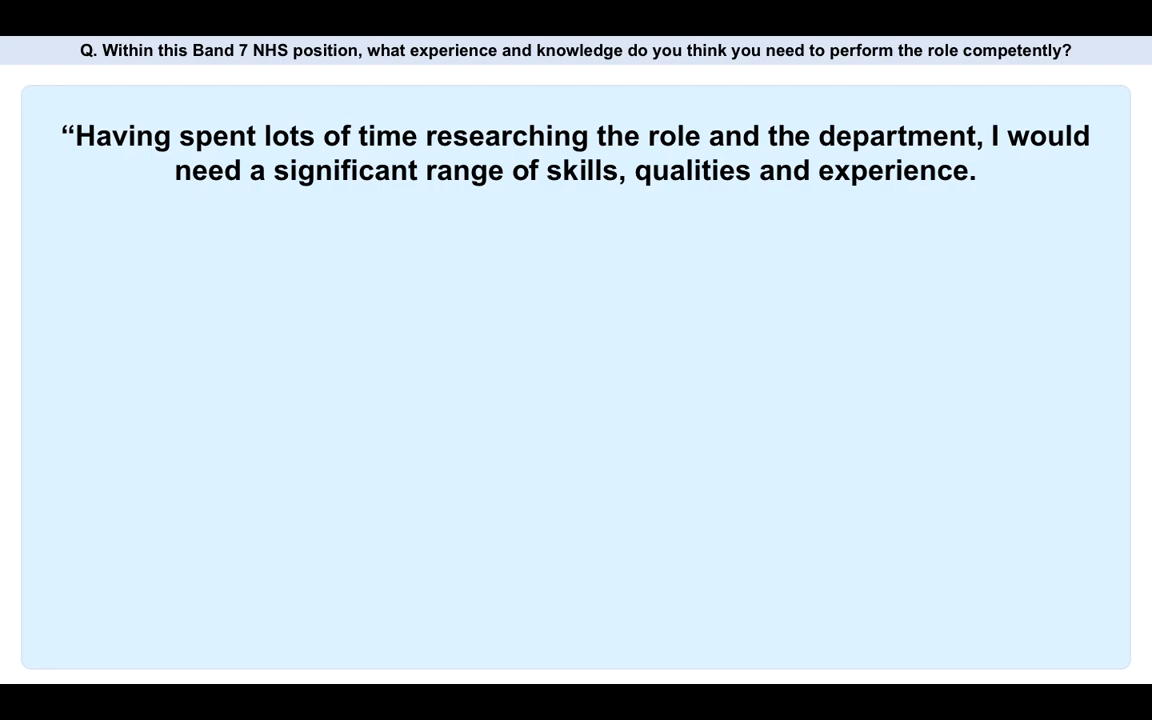 Q. Within this Band 7 NHS position, what experience and knowledge do you think you need to perform the role competently?
“Having spent lots of time researching the role and the department, I would
need a significant range of skills, qualities and experience.